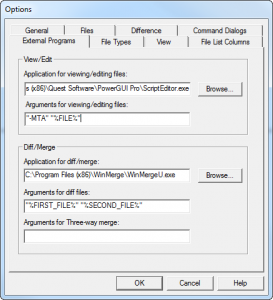 Options
General Files Difference Command Dialogs
External Programs File Types View File List Columns
View/Edit
Application for viewing/editing files:
s (x86)\Quest Software\PowerGUI Pro\ScriptEditor.exe Browse...
Arguments for viewing/editing files:
"-MTA" "%FILE%"
Diff/Merge
Application for diff/merge:
C:\Program Files (x86)\WinMerge\WinMergeU.exe Browse...
Arguments for diff files:
"%FIRST_FILE%" "%SECOND_FILE%"
Arguments for Three-way merge:
OK Cancel Help